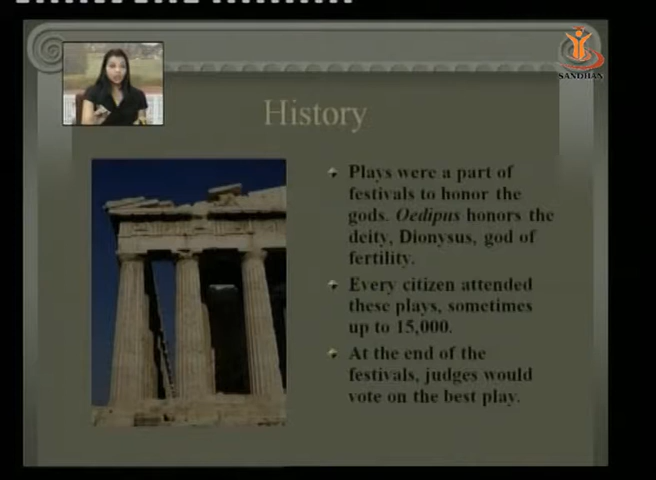 SANDHAN
History
Plays were a part of
festivals to honor the
gods. Oedipus honors the
deity, Dionysus, god of
fertility.
Every citizen attended
these plays, sometimes
up to 15,000.
At the end of the
festivals, judges would
vote on the best play.